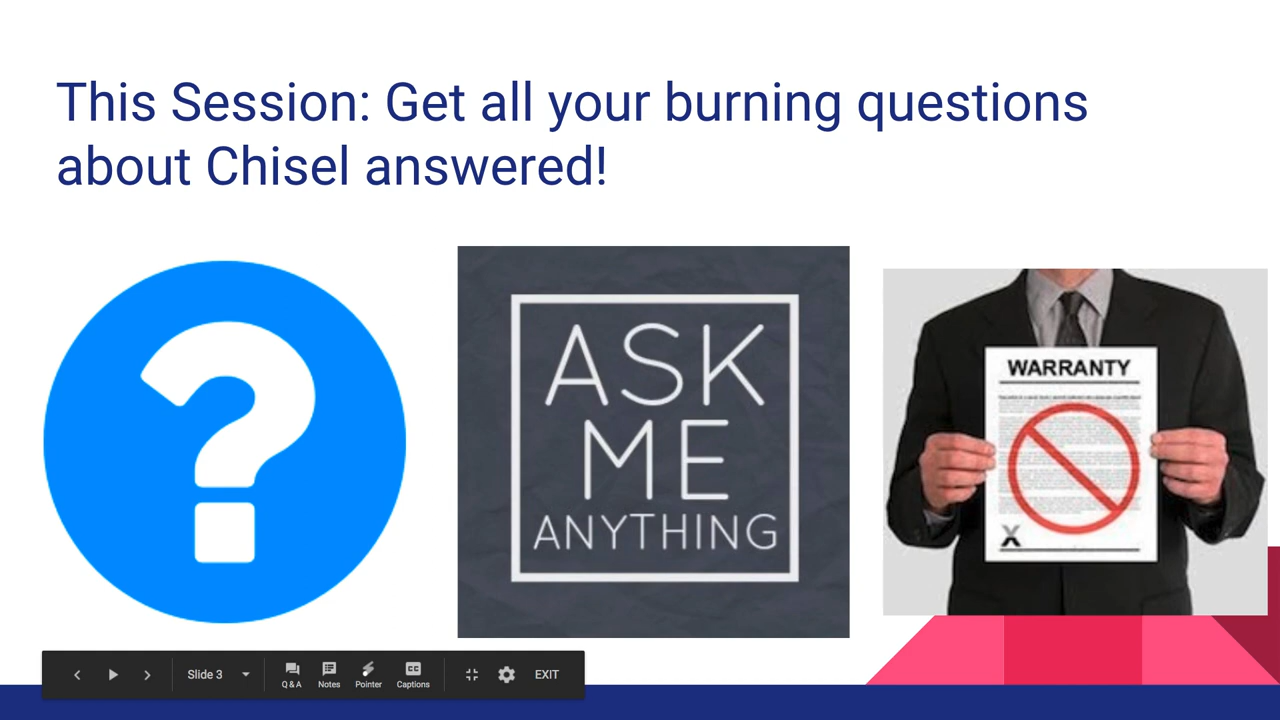 This Session: Get all your burning questions
about Chisel answered!
?
ASK
ME
ANYTHING
WARRANTY
X
Slide 3
Q & A
Notes
Pointer
CC
Captions
EXIT